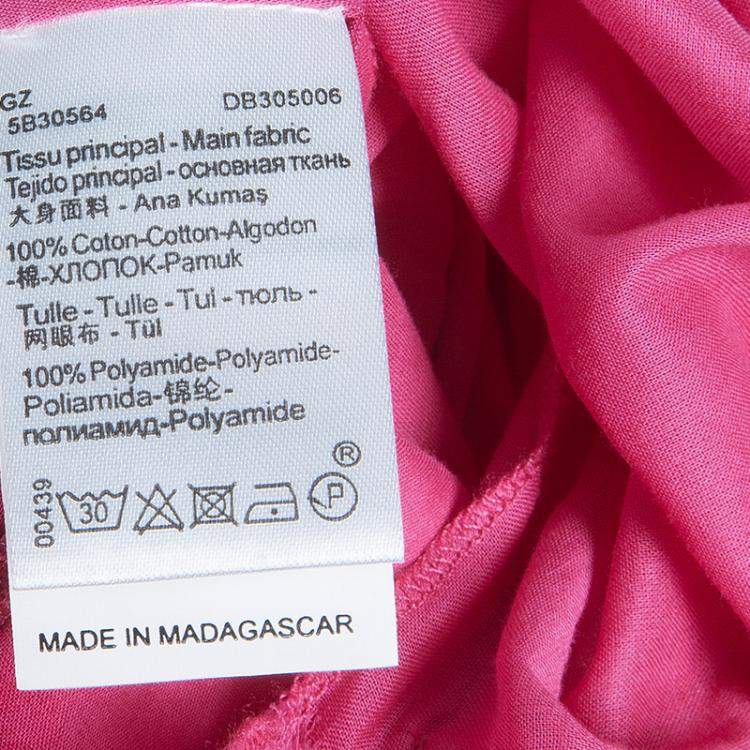 GZ
5B30564 DB305006
Tissu principal - Main fabric
Tejido principal - основная ткань
大身面料 - Ana Kumaş
100% Coton-Cotton-Algodon
-棉-ХЛОПОК-Pamuk
Tulle - Tulle - Tul - тюль -
网眼布 - Tül
100% Polyamide-Polyamide-
Poliamida-锦纶-
полиамид-Polyamide
®
00439 30 P
MADE IN MADAGASCAR